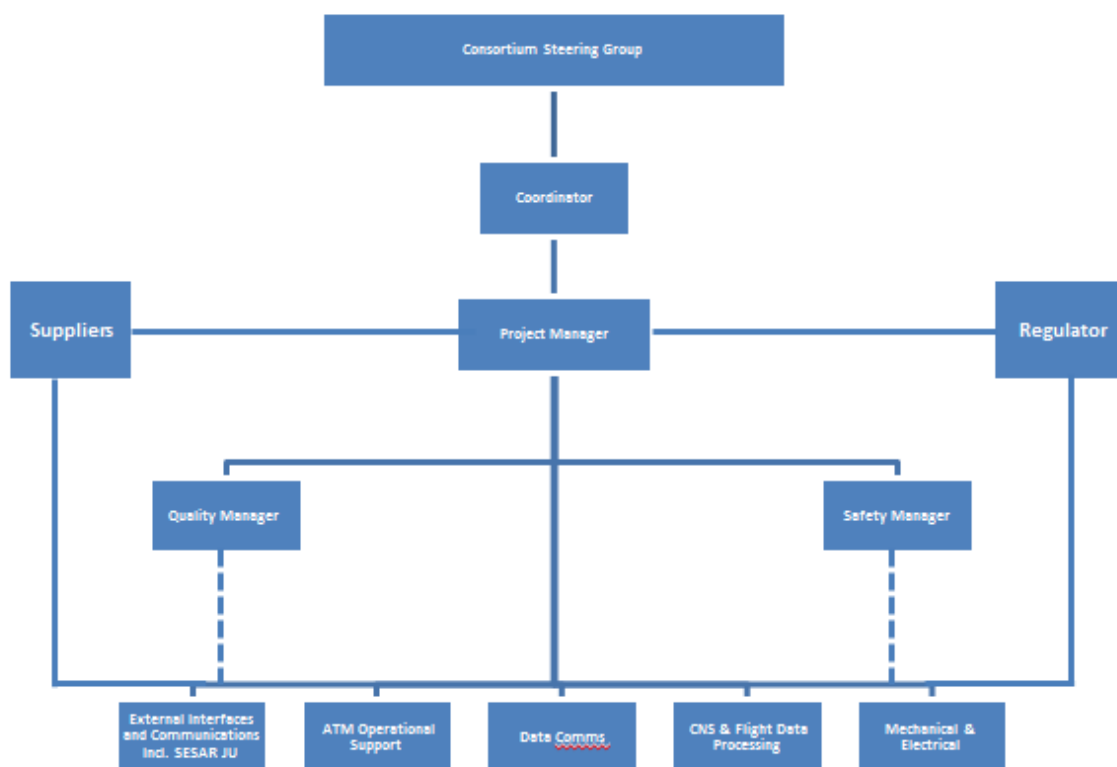 Consortium Steering Group
Coordinator
Suppliers
Project Manager
Regulator
Quality Manager
Safety Manager
External Interfaces
and Communications
Incl. SESAR JU
ATM Operational
Support
Data Comms
CNS & Flight Data
Processing
Mechanical &
Electrical